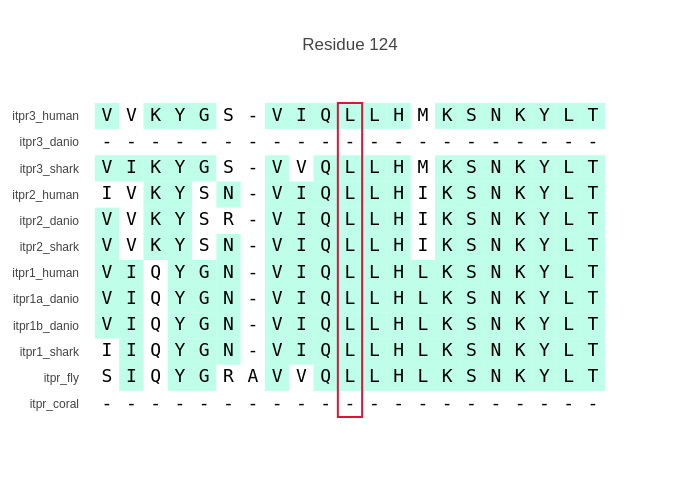 Residue 124
itpr3_human V V K Y G S - V I Q L L H M K S N K Y L T
itpr3_danio - - - - - - - - - - - - - - - - - - - - -
itpr3_shark V I K Y G S - V V Q L L H M K S N K Y L T
itpr2_human I V K Y S N - V I Q L L H I K S N K Y L T
itpr2_danio V V K Y S R - V I Q L L H I K S N K Y L T
itpr2_shark V V K Y S N - V I Q L L H I K S N K Y L T
itpr1_human V I Q Y G N - V I Q L L H L K S N K Y L T
itpr1a_danio V I Q Y G N - V I Q L L H L K S N K Y L T
itpr1b_danio V I Q Y G N - V I Q L L H L K S N K Y L T
itpr1_shark I I Q Y G N - V I Q L L H L K S N K Y L T
itpr_fly S I Q Y G R A V V Q L L H L K S N K Y L T
itpr_coral - - - - - - - - - - - - - - - - - - - - -